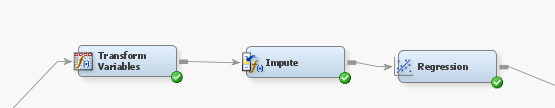 Transform
Variables
Impute
Regression